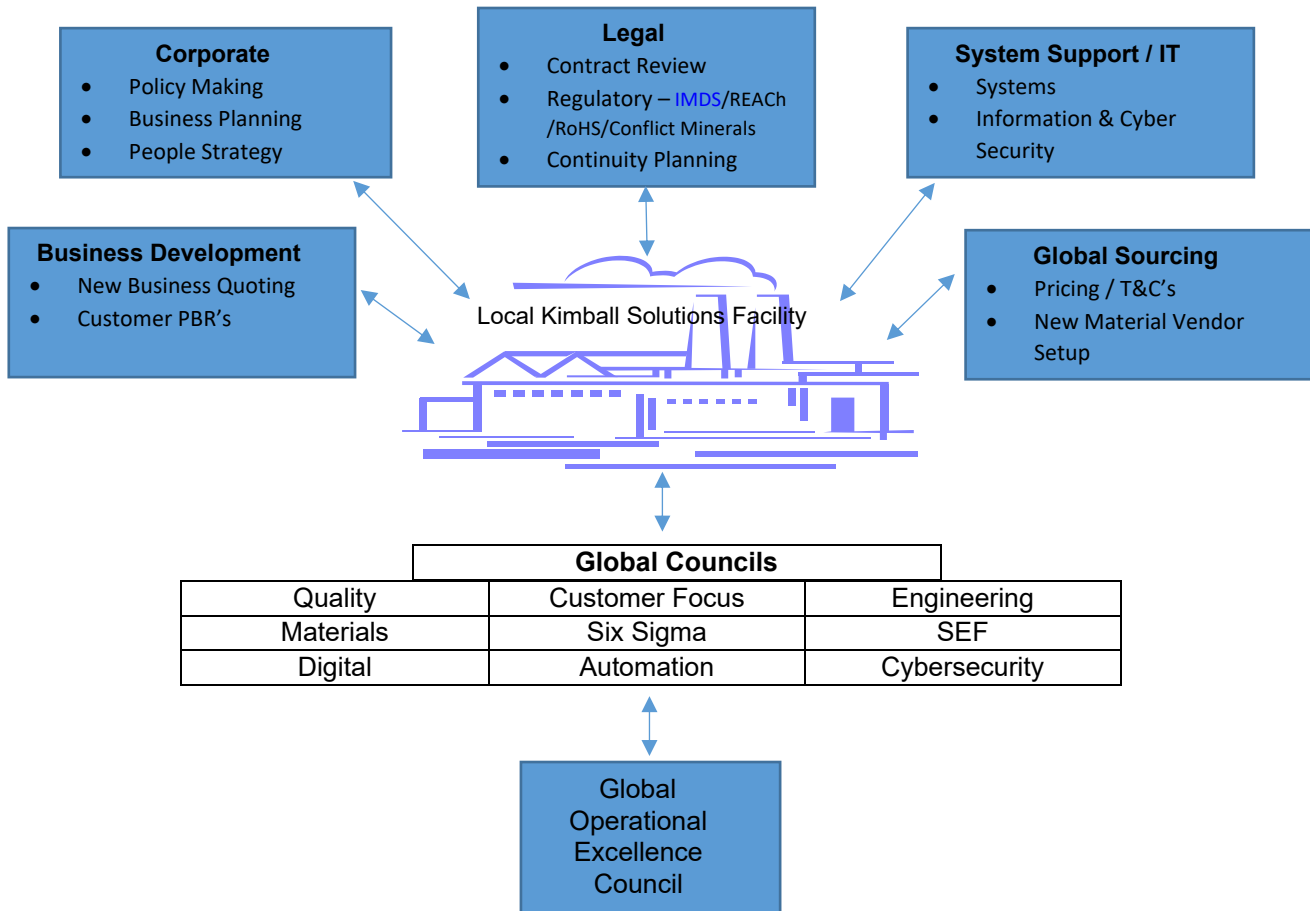 Corporate
• Policy Making
• Business Planning
• People Strategy
Legal
• Contract Review
• Regulatory – IMDS/REACh
/RoHS/Conflict Minerals
• Continuity Planning
System Support / IT
• Systems
• Information & Cyber
Security
Business Development
• New Business Quoting
• Customer PBR's
Global Sourcing
• Pricing / T&C's
• New Material Vendor
Setup
Local Kimball Solutions Facility
Global Councils
Quality Customer Focus Engineering
Materials Six Sigma SEF
Digital Automation Cybersecurity
Global
Operational
Excellence
Council